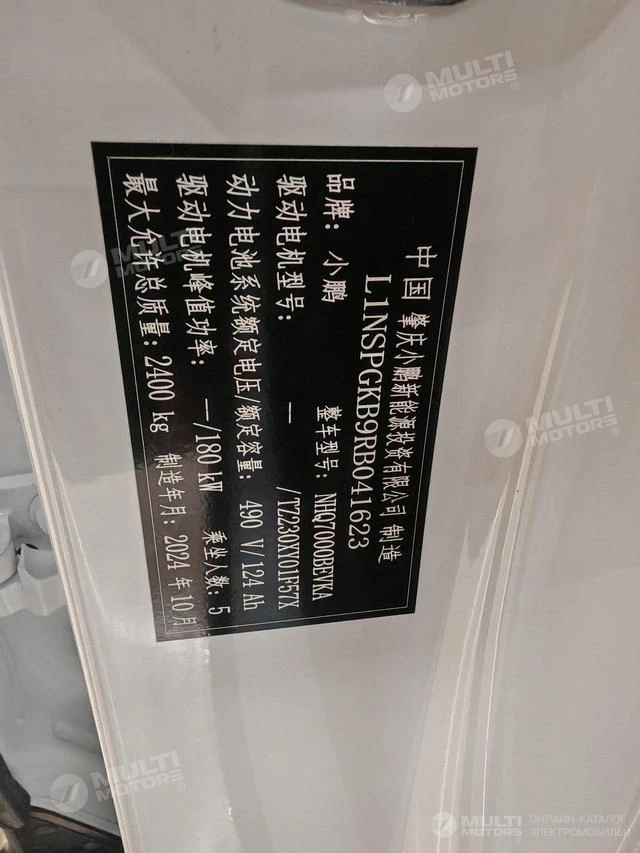 中国 肇庆小鹏新能源投资有限公司 制造
L1NSPGKB9RB041623
品牌: 小鹏 整车型号: NHQ7000BEVKA
驱动电机型号: — /TZ230XY01F57X
动力电池系统额定电压/额定容量: 490 V/124 Ah
驱动电机峰值功率: —/180 kW 乘坐人数: 5
最大允许总质量: 2400 kg 制造年月: 2024 年 10月
MULTI
MOTORS®
MULTI
MOTORS®
MULTI
MOTORS®
MULTI
MOTORS®
MULTI
MOTORS®
ОНЛАЙН-КАТАЛОГ
ЭЛЕКТРОМОБИЛЕЙ